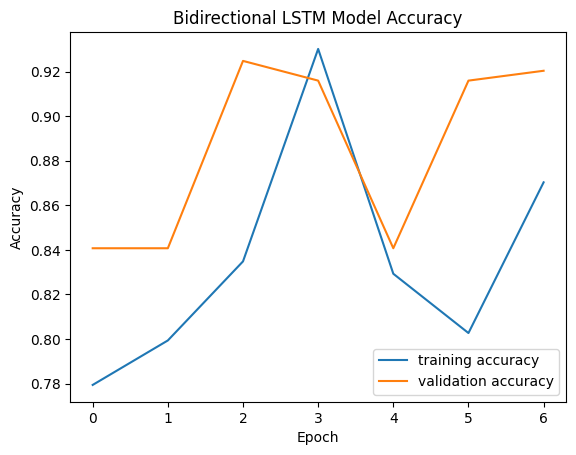 Bidirectional LSTM Model Accuracy
Accuracy
0.92
0.90
0.88
0.86
0.84
0.82
0.80
0.78
training accuracy
validation accuracy
0 1 2 3 4 5 6
Epoch